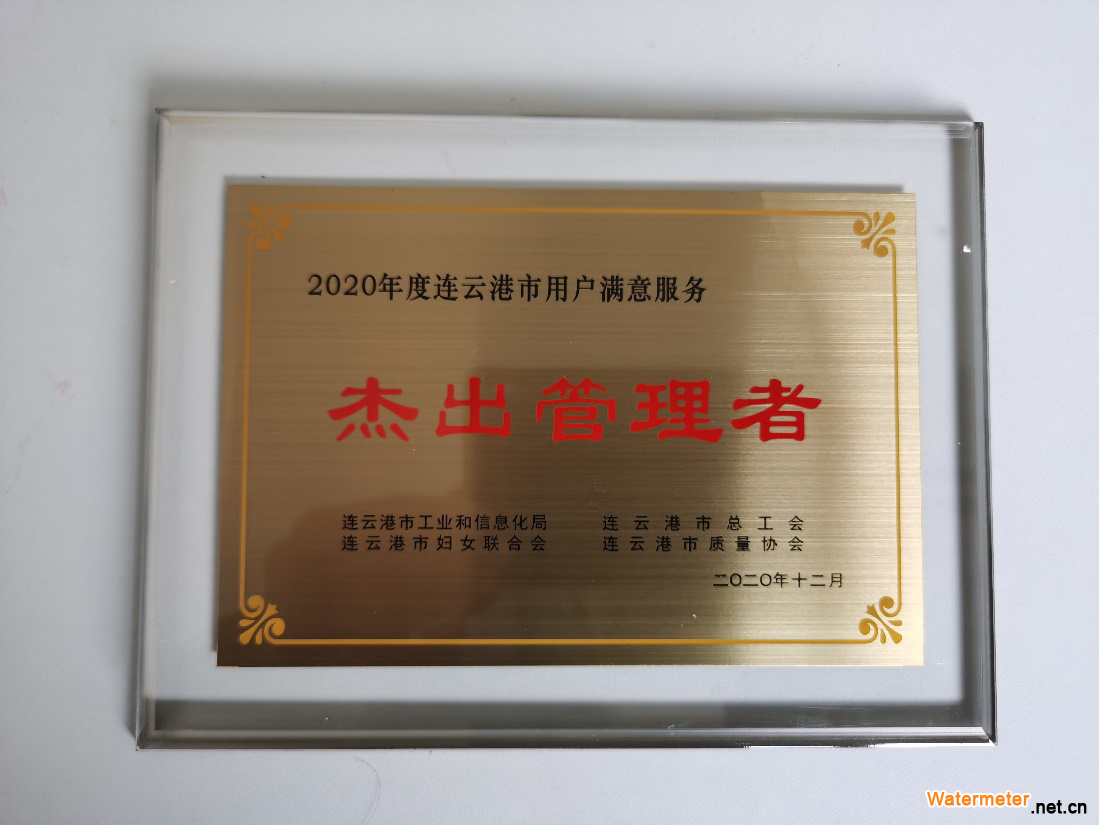 2020年度连云港市用户满意服务
杰出管理者
连云港市工业和信息化局 连云港市总工会
连云港市妇女联合会 连云港市质量协会
二〇二〇年十二月
Watermeter.net.cn